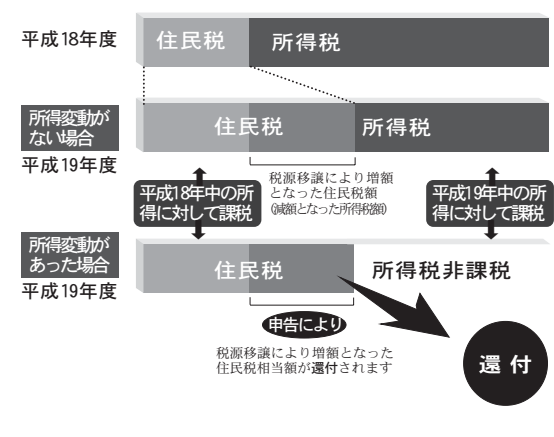 平成18年度
住民税
所得税
所得変動が
ない場合
平成19年度
住民税
所得税
税源移譲により増額
となった住民税額
(減額となった所得税額)
平成18年中の所
得に対して課税
平成19年中の所
得に対して課税
所得変動が
あった場合
平成19年度
住民税
所得税非課税
申告により
税源移譲により増額となった
住民税相当額が還付されます
還付